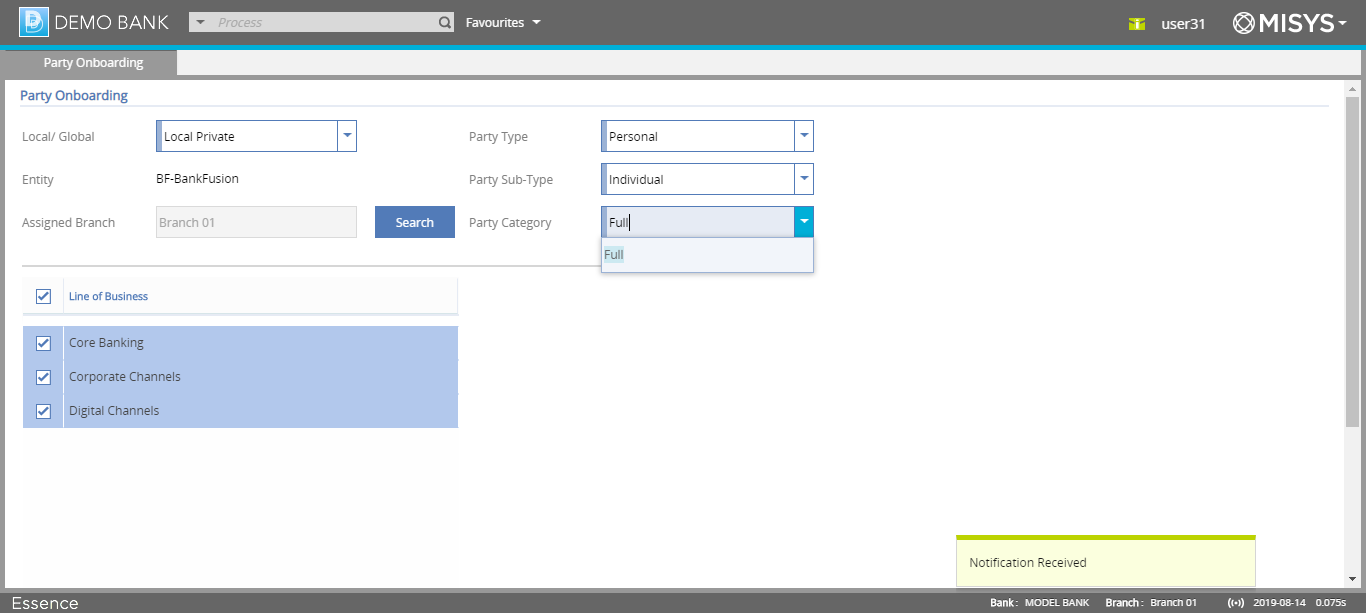 DEMO BANK Process Favourites user31 MISYS
Party Onboarding
Party Onboarding
Local/ Global Local Private Party Type Personal
Entity BF-BankFusion Party Sub-Type Individual
Assigned Branch Branch 01 Search Party Category Full
Full
Line of Business
Core Banking
Corporate Channels
Digital Channels
Notification Received
Essence Bank : MODEL BANK Branch : Branch 01 2019-08-14 0.075s